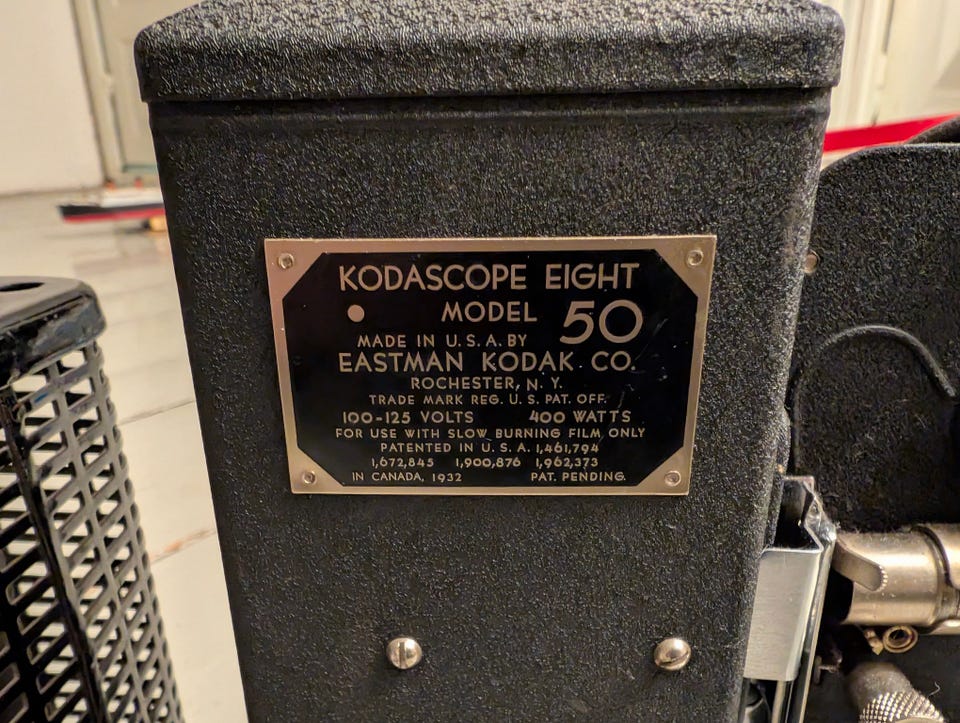 KODASCOPE EIGHT
MODEL 50
MADE IN U.S.A. BY
EASTMAN KODAK CO.
ROCHESTER, N.Y.
TRADE MARK REG. U.S. PAT. OFF.
100-125 VOLTS 400 WATTS
FOR USE WITH SLOW BURNING FILM ONLY
PATENTED IN U.S.A. 1,461,794
1,672,845 1,900,876 1,962,373
IN CANADA, 1932 PAT. PENDING.